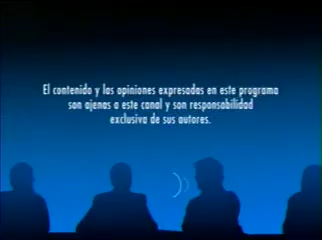 El contenido y las opiniones expresadas en este programa
son ajenas a este canal y son responsabilidad
exclusiva de sus autores.